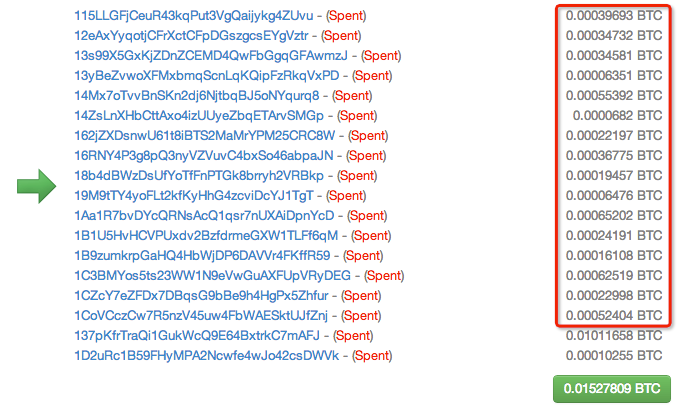 115LLGFjCeuR43kqPut3VgQaijykg4ZUvu - (Spent) 0.00039693 BTC
12eAxYyqotjCFrXctCFpDGszgcsEYgVztr - (Spent) 0.00034732 BTC
13s99X5GxKjZDnZCEMD4QwFbGgqGFAwmzJ - (Spent) 0.00034581 BTC
13yBeZvwoXFMxbmqScnLqKQipFzRkqVxPD - (Spent) 0.00006351 BTC
14Mx7oTvvBnSKn2dj6NjtbqBJ5oNYqurq8 - (Spent) 0.00055392 BTC
14ZsLnXHbCttAxo4izUUyeZbqETArvSMGp - (Spent) 0.0000682 BTC
162jZXDsnwU61t8iBTS2MaMrYPM25CRC8W - (Spent) 0.00022197 BTC
16RNY4P3g8pQ3nyVZVuvC4bxSo46abpaJN - (Spent) 0.00036775 BTC
18b4dBWzDsUfYoTfFnPTGk8brryh2VRBkp - (Spent) 0.00019457 BTC
19M9tTY4yoFLt2kfKyHhG4zcviDcYJ1TgT - (Spent) 0.00006476 BTC
1Aa1R7bvDYcQRNsAcQ1qsr7nUXAiDpnYcD - (Spent) 0.00065202 BTC
1B1U5HvHCVPUxdv2BzfdrmeGXW1TLFf6qM - (Spent) 0.00024191 BTC
1B9zumkrpGaHQ4HbWjDP6DAVVr4FKffR59 - (Spent) 0.00016108 BTC
1C3BMYos5ts23WW1N9eVwGuAXFUpVRyDEG - (Spent) 0.00062519 BTC
1CZcY7eZFDx7DBqsG9bBe9h4HgPx5Zhfur - (Spent) 0.00022998 BTC
1CoVCczCw7R5nzV45uw4FbWAESktUJfZnj - (Spent) 0.00052404 BTC
137pKfrTraQi1GukWcQ9E64BxtrkC7mAFJ - (Spent) 0.01011658 BTC
1D2uRc1B59FHyMPA2Ncwfe4wJo42csDWVk - (Spent) 0.00010255 BTC
0.01527809 BTC